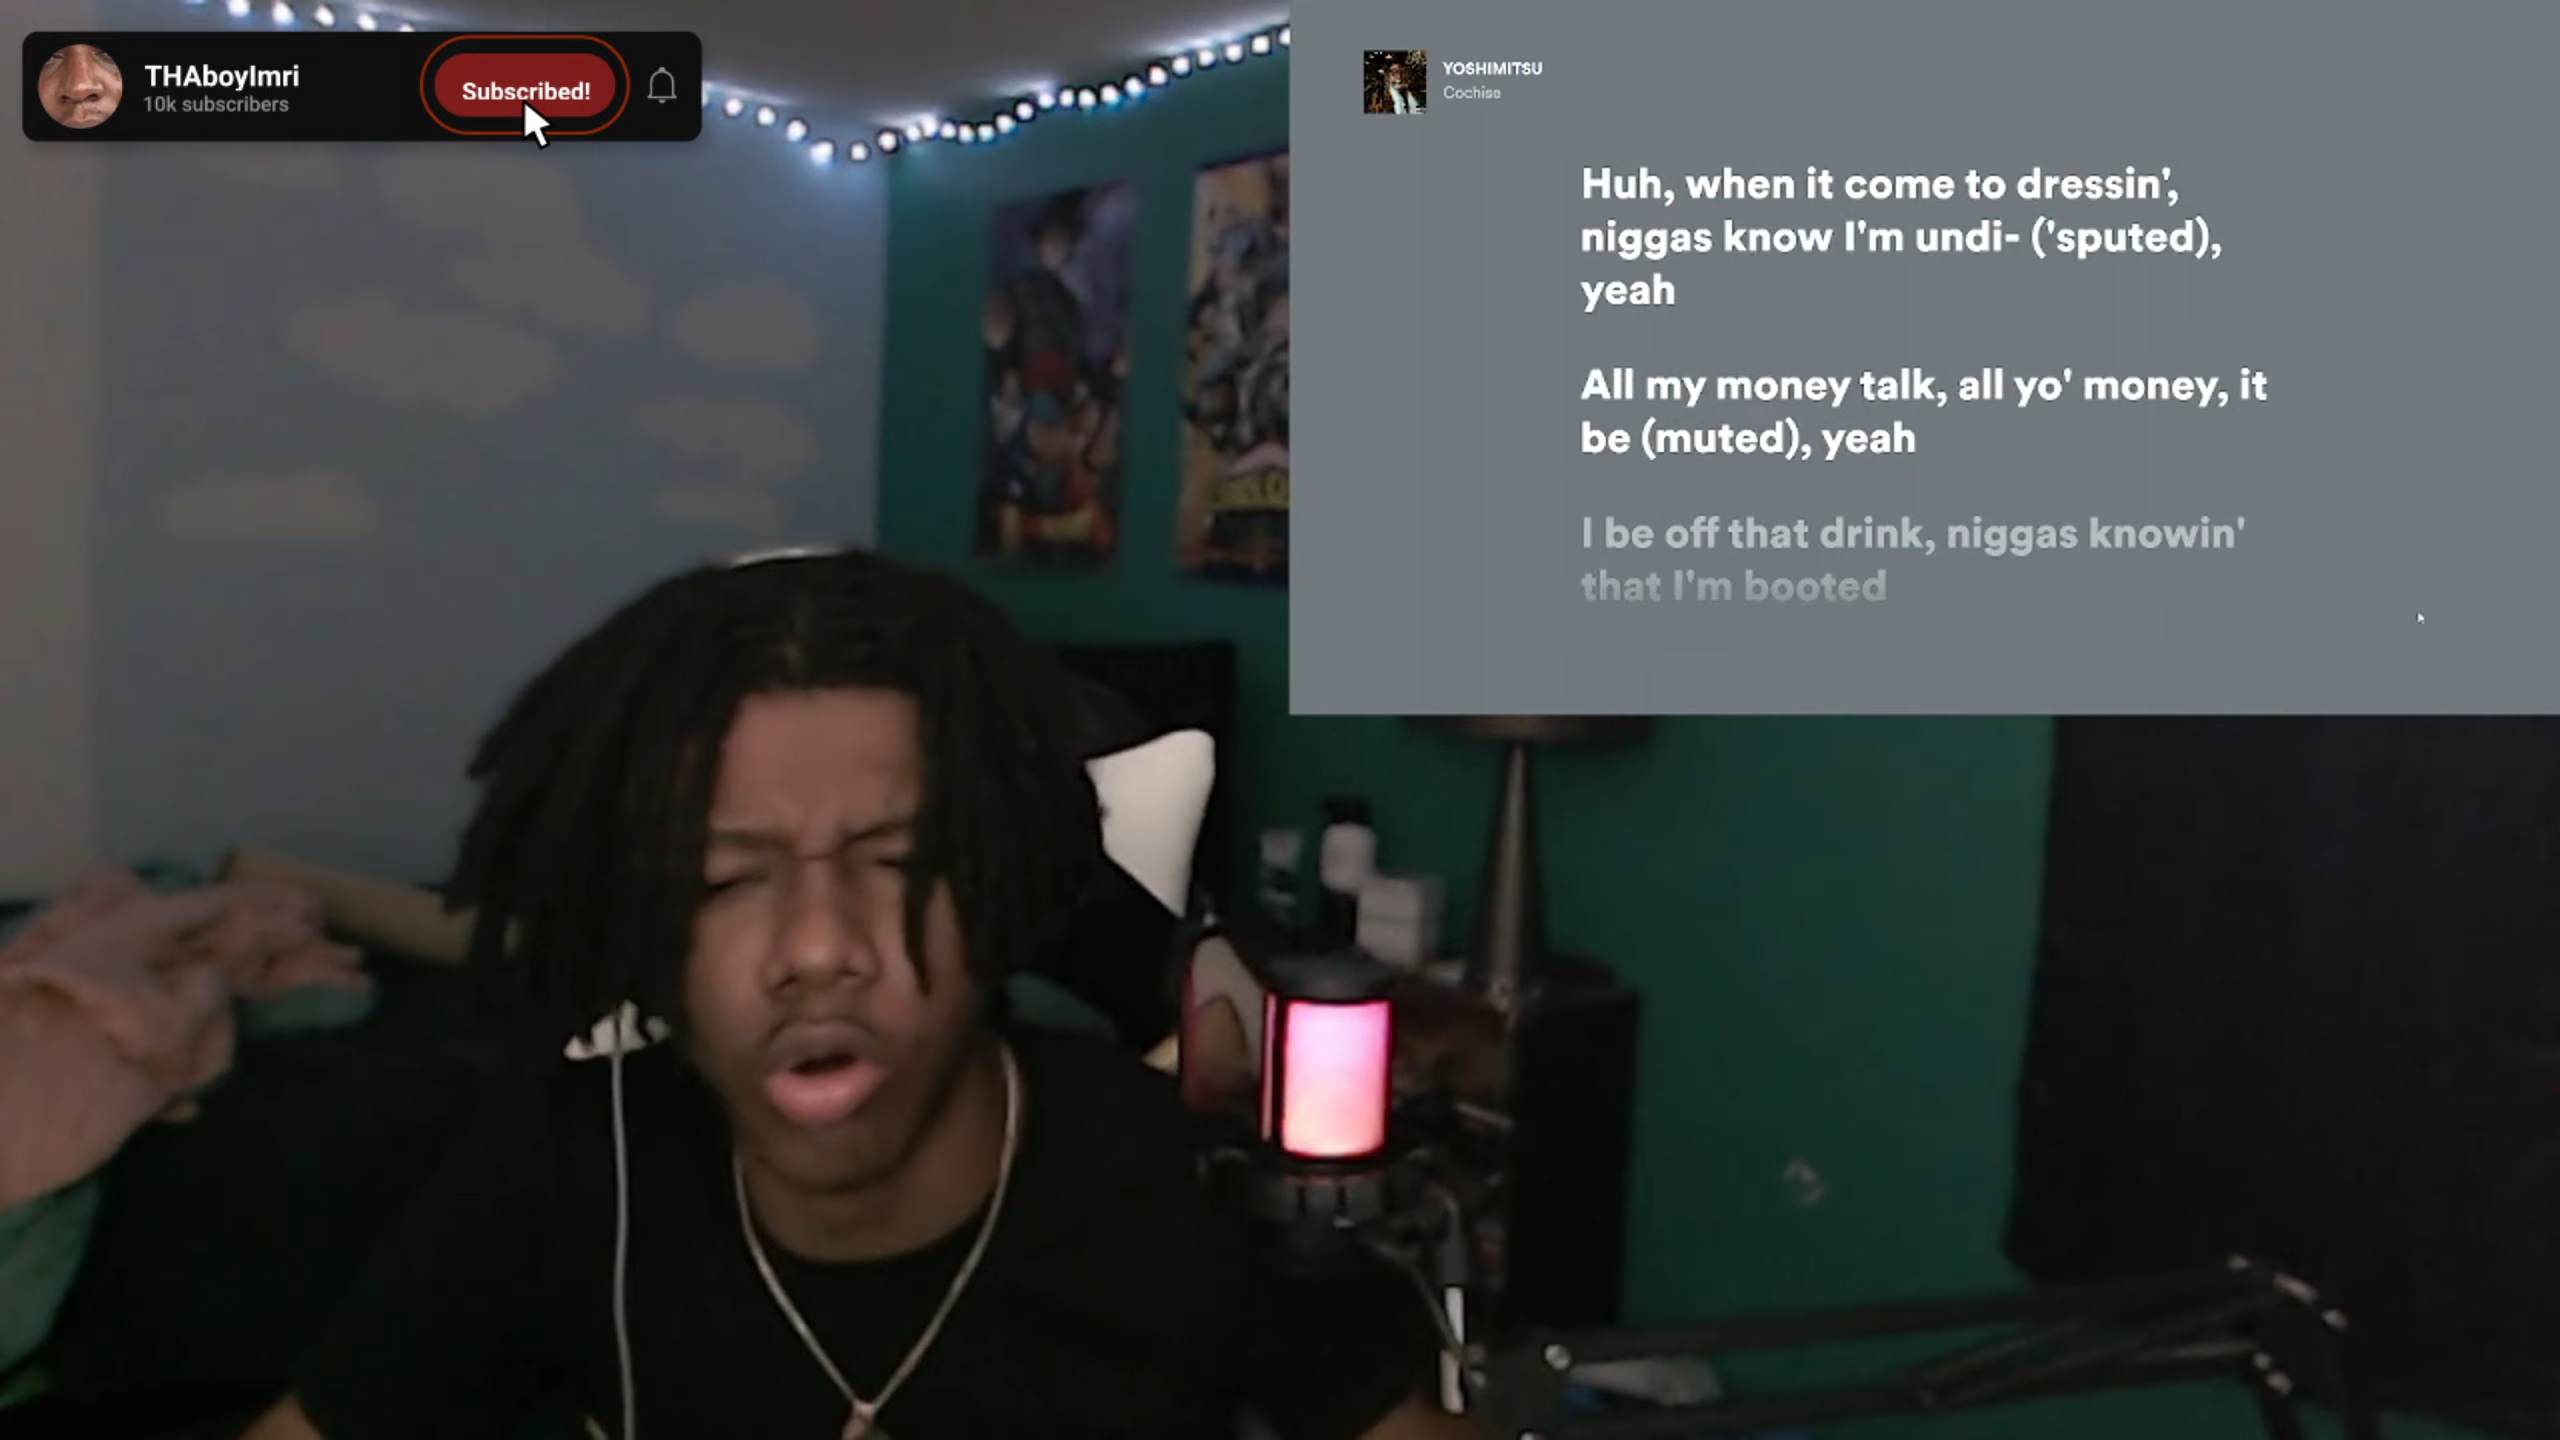 THAboyImri
10k subscribers
Subscribed!
YOSHIMITSU
Cochise
Huh, when it come to dressin',
niggas know I'm undi- ('sputed),
yeah
All my money talk, all yo' money, it
be (muted), yeah
I be off that drink, niggas knowin'
that I'm booted